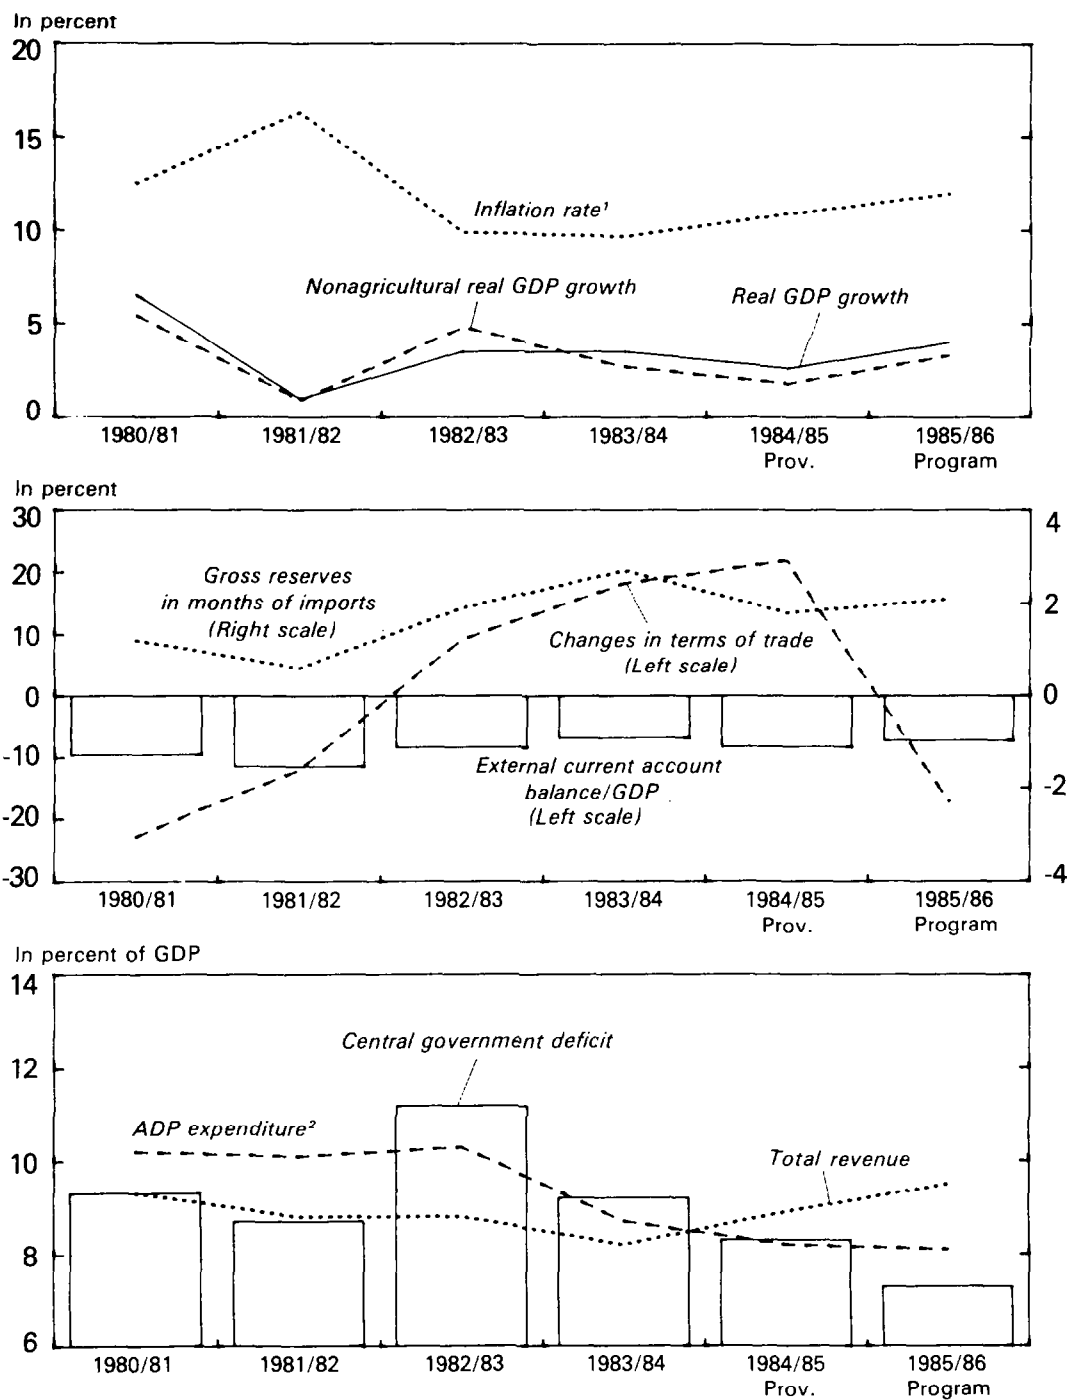 In percent
20
15
10
5
0
Inflation rate¹
Nonagricultural real GDP growth
Real GDP growth
1980/81 1981/82 1982/83 1983/84 1984/85 1985/86
Prov. Program
In percent
30
20
10
0
-10
-20
-30
4
2
0
-2
-4
Gross reserves
in months of imports
(Right scale)
Changes in terms of trade
(Left scale)
External current account
balance/GDP
(Left scale)
1980/81 1981/82 1982/83 1983/84 1984/85 1985/86
Prov. Program
In percent of GDP
14
12
10
8
6
Central government deficit
ADP expenditure²
Total revenue
1980/81 1981/82 1982/83 1983/84 1984/85 1985/86
Prov. Program